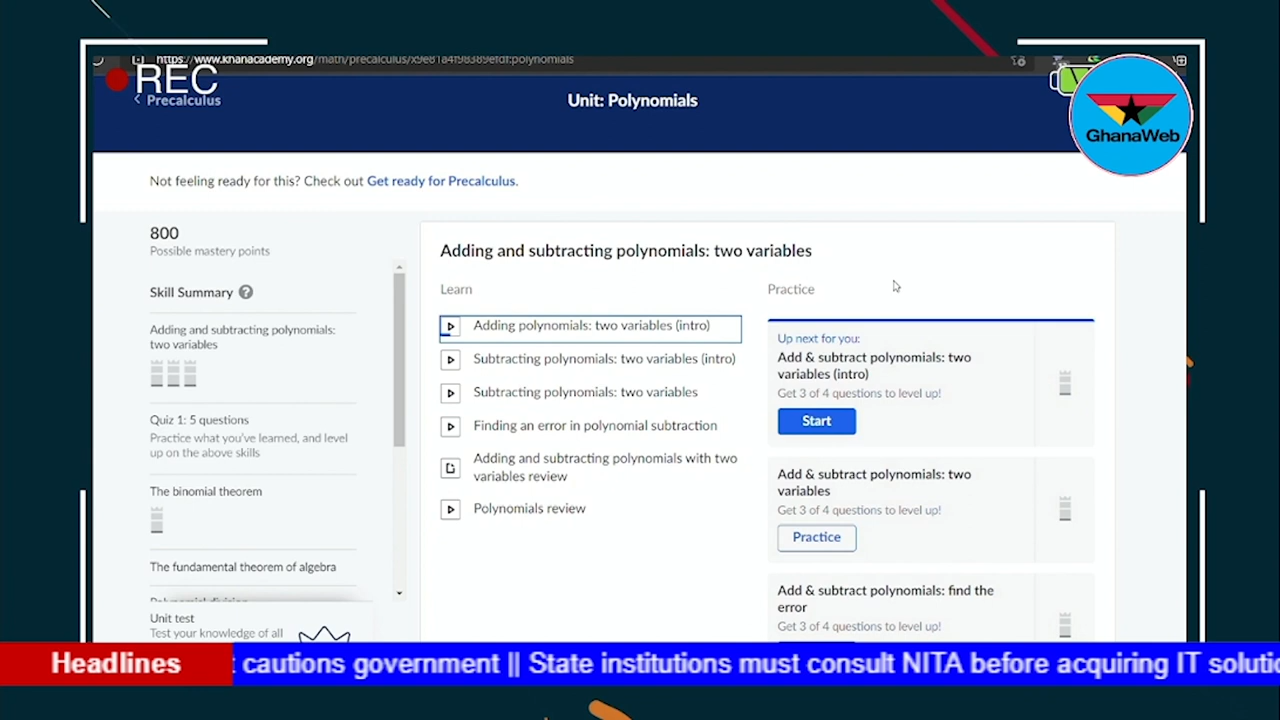 https://www.khanacademy.org/math/precalculus/x9e81a4f98389efdf:polynomials
REC
Precalculus
Unit: Polynomials
GhanaWeb
Not feeling ready for this? Check out Get ready for Precalculus.
800
Possible mastery points
Skill Summary
Adding and subtracting polynomials:
two variables
Quiz 1: 5 questions
Practice what you've learned, and level
up on the above skills
The binomial theorem
The fundamental theorem of algebra
Polynomial division
Unit test
Test your knowledge of all
Adding and subtracting polynomials: two variables
Learn
Adding polynomials: two variables (intro)
Subtracting polynomials: two variables (intro)
Subtracting polynomials: two variables
Finding an error in polynomial subtraction
Adding and subtracting polynomials with two
variables review
Polynomials review
Practice
Up next for you:
Add & subtract polynomials: two
variables (intro)
Get 3 of 4 questions to level up!
Start
Add & subtract polynomials: two
variables
Get 3 of 4 questions to level up!
Practice
Add & subtract polynomials: find the
error
Get 3 of 4 questions to level up!
Headlines
t cautions government || State institutions must consult NITA before acquiring IT solutio